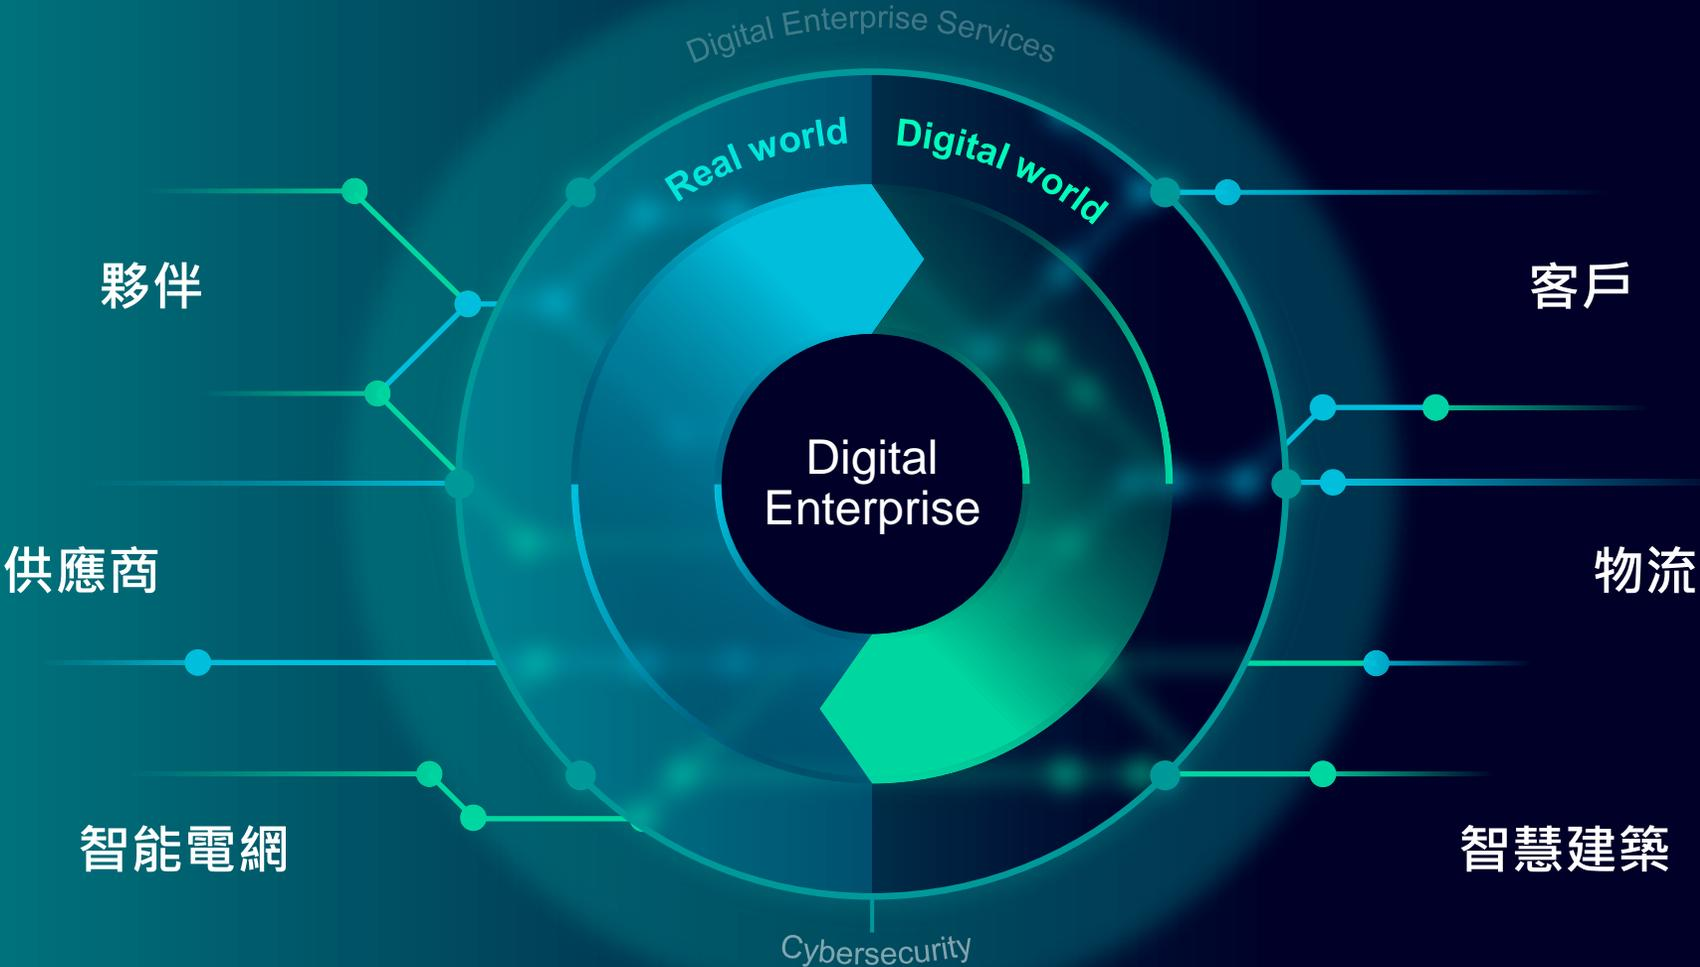 Digital Enterprise Services
Real world
Digital world
夥伴
客戶
Digital
Enterprise
供應商
物流
智能電網
智慧建築
Cybersecurity